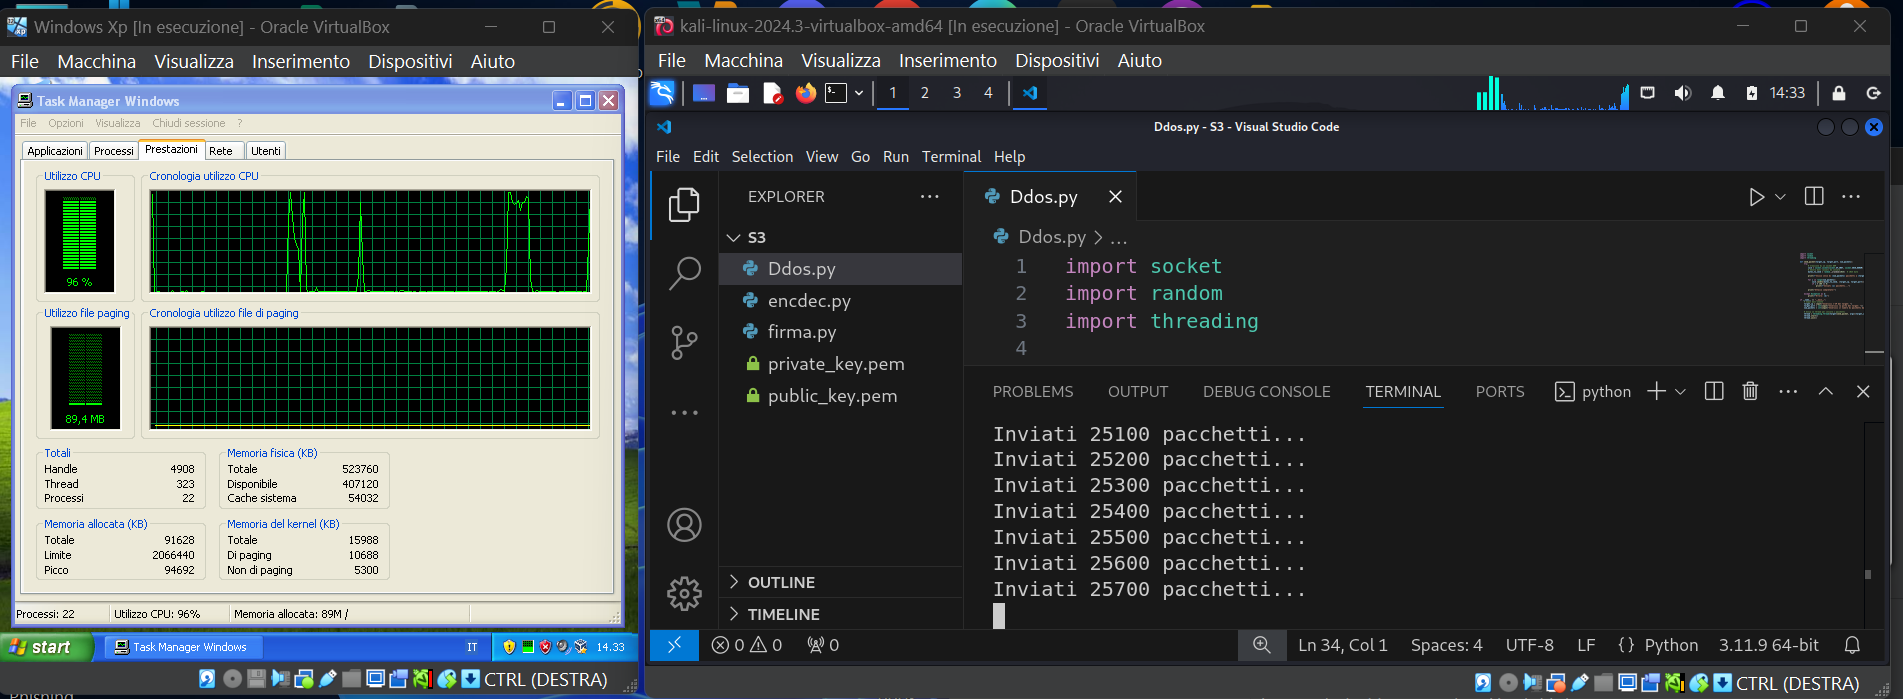 Windows Xp [In esecuzione] - Oracle VirtualBox
File Macchina Visualizza Inserimento Dispositivi Aiuto
Task Manager Windows
File Opzioni Visualizza Chiudi sessione ?
Applicazioni Processi Prestazioni Rete Utenti
Utilizzo CPU Cronologia utilizzo CPU
96 %
Utilizzo file paging Cronologia utilizzo file di paging
89,4 MB
Totali
Handle 4908
Thread 323
Processi 22
Memoria fisica (KB)
Totale 523760
Disponibile 407120
Cache sistema 54032
Memoria allocata (KB)
Totale 91628
Limite 2066440
Picco 94692
Memoria del kernel (KB)
Totale 15988
Di paging 10688
Non di paging 5300
Processi: 22 Utilizzo CPU: 96% Memoria allocata: 89M /
start Task Manager Windows IT 14.33
CTRL (DESTRA)
kali-linux-2024.3-virtualbox-amd64 [In esecuzione] - Oracle VirtualBox
File Macchina Visualizza Inserimento Dispositivi Aiuto
1 2 3 4 14:33
Ddos.py - S3 - Visual Studio Code
File Edit Selection View Go Run Terminal Help
EXPLORER ...
S3
Ddos.py
encdec.py
firma.py
private_key.pem
public_key.pem
OUTLINE
TIMELINE
Ddos.py
Ddos.py > ...
1 import socket
2 import random
3 import threading
4
PROBLEMS OUTPUT DEBUG CONSOLE TERMINAL PORTS python
Inviati 25100 pacchetti...
Inviati 25200 pacchetti...
Inviati 25300 pacchetti...
Inviati 25400 pacchetti...
Inviati 25500 pacchetti...
Inviati 25600 pacchetti...
Inviati 25700 pacchetti...
0 0 0 Ln 34, Col 1 Spaces: 4 UTF-8 LF {} Python 3.11.9 64-bit
CTRL (DESTRA)